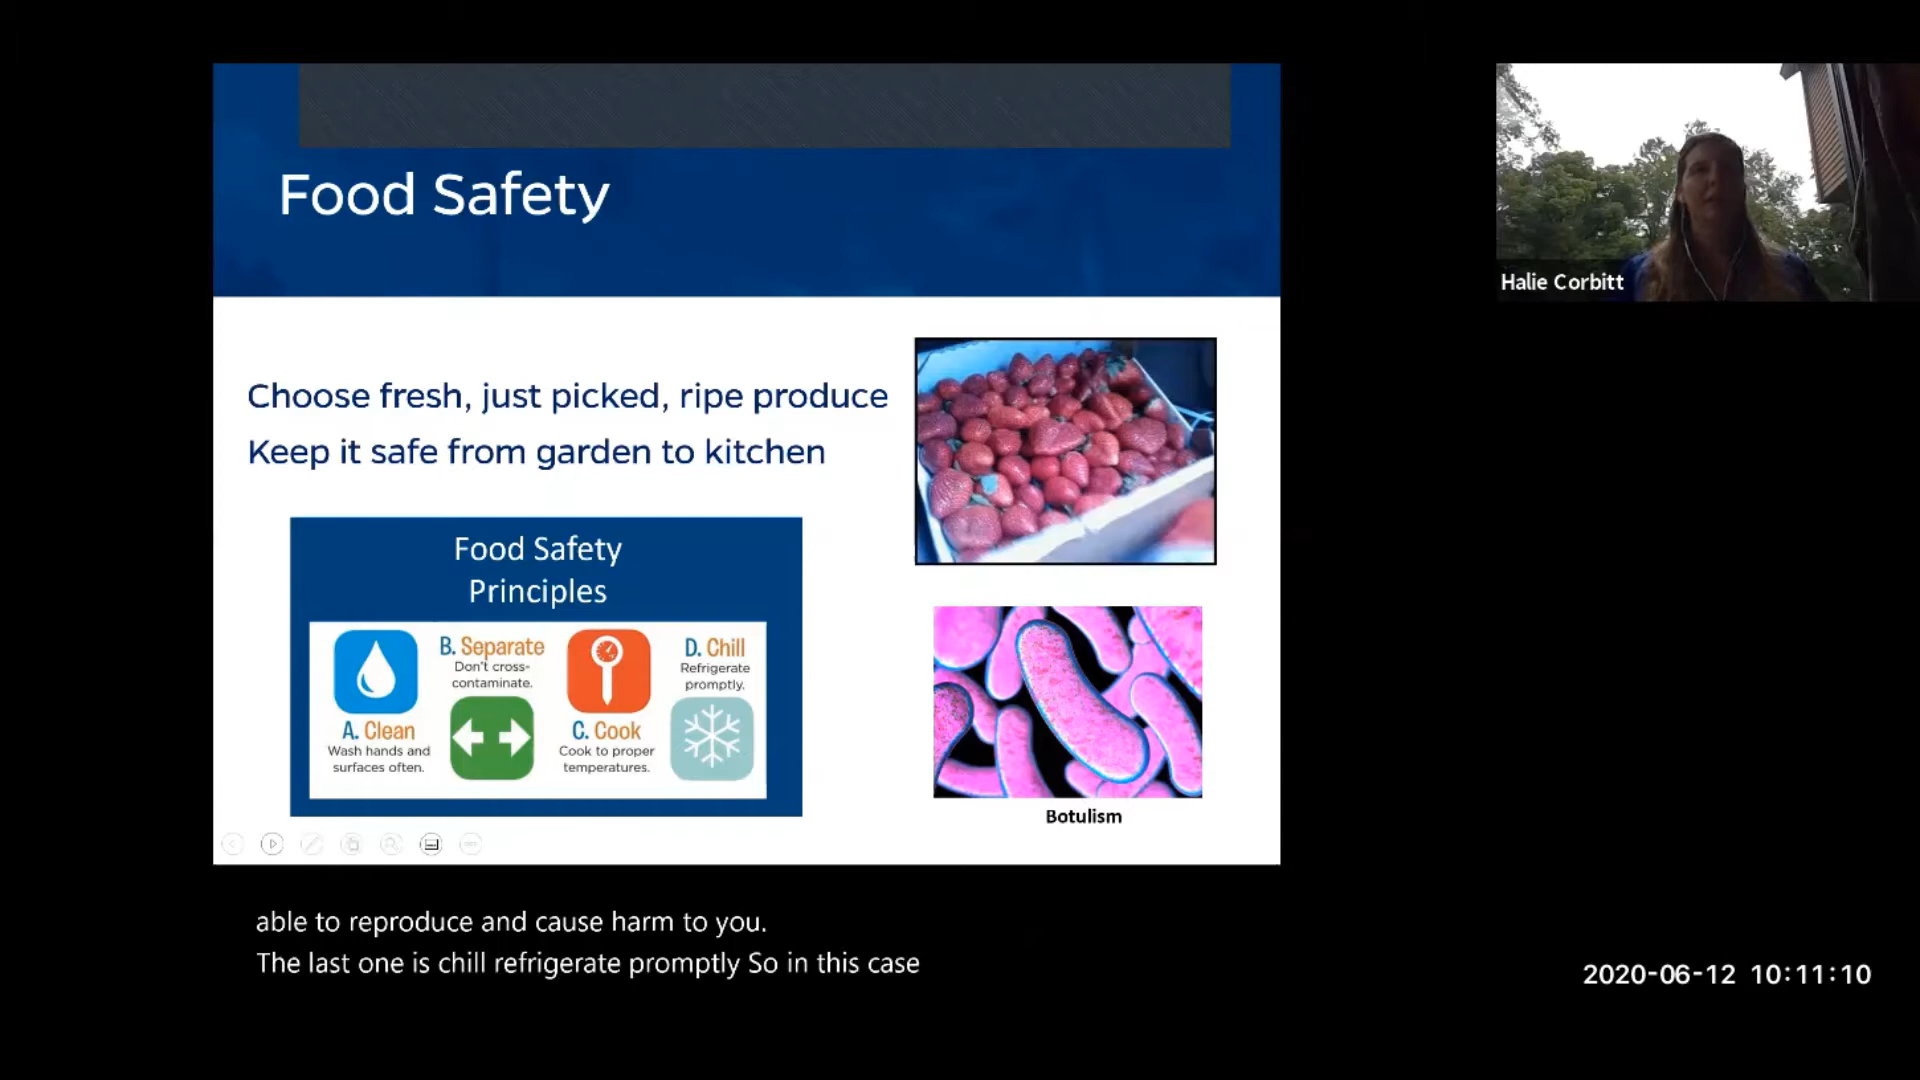 Food Safety
Halie Corbitt
Choose fresh, just picked, ripe produce
Keep it safe from garden to kitchen
Food Safety
Principles
A. Clean
Wash hands and
surfaces often.
B. Separate
Don't cross-
contaminate.
C. Cook
Cook to proper
temperatures.
D. Chill
Refrigerate
promptly.
Botulism
able to reproduce and cause harm to you.
The last one is chill refrigerate promptly So in this case
2020-06-12 10:11:10